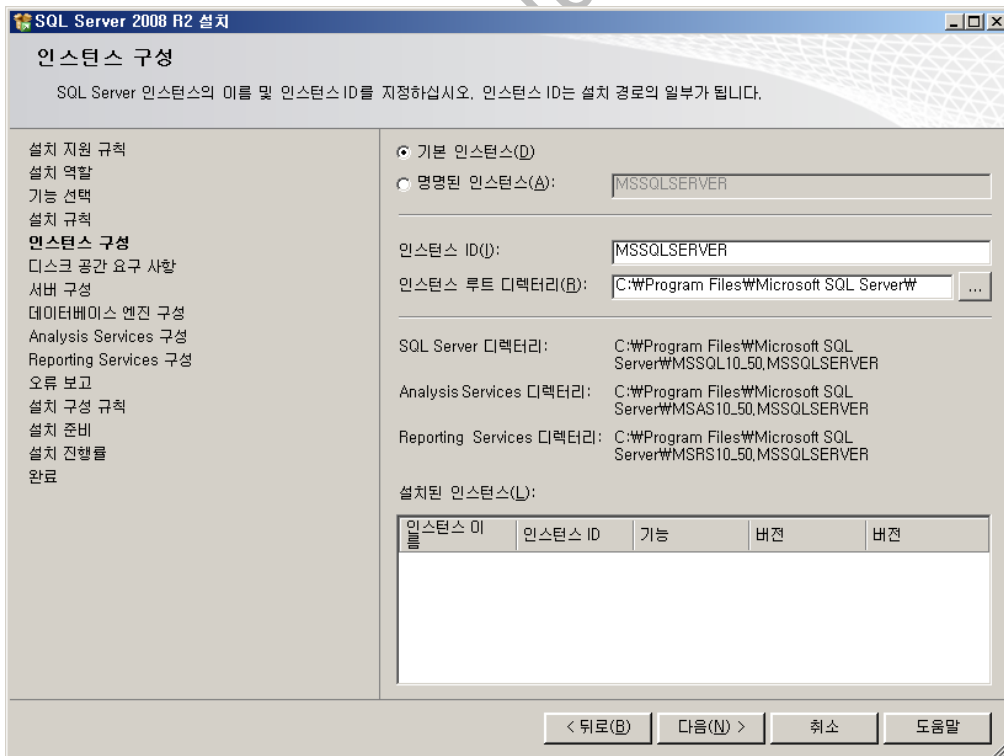 SQL Server 2008 R2 설치
인스턴스 구성
SQL Server 인스턴스의 이름 및 인스턴스 ID를 지정하십시오. 인스턴스 ID는 설치 경로의 일부가 됩니다.
설치 지원 규칙
설치 역할
기능 선택
설치 규칙
인스턴스 구성
디스크 공간 요구 사항
서버 구성
데이터베이스 엔진 구성
Analysis Services 구성
Reporting Services 구성
오류 보고
설치 구성 규칙
설치 준비
설치 진행률
완료
기본 인스턴스(D)
명명된 인스턴스(A): MSSQLSERVER
인스턴스 ID(I): MSSQLSERVER
인스턴스 루트 디렉터리(R): C:₩Program Files₩Microsoft SQL Server₩ ...
SQL Server 디렉터리: C:₩Program Files₩Microsoft SQL
Server₩MSSQL10_50.MSSQLSERVER
Analysis Services 디렉터리: C:₩Program Files₩Microsoft SQL
Server₩MSAS10_50.MSSQLSERVER
Reporting Services 디렉터리: C:₩Program Files₩Microsoft SQL
Server₩MSRS10_50.MSSQLSERVER
설치된 인스턴스(L):
인스턴스 이름 인스턴스 ID 기능 버전 버전
< 뒤로(B) 다음(N) > 취소 도움말